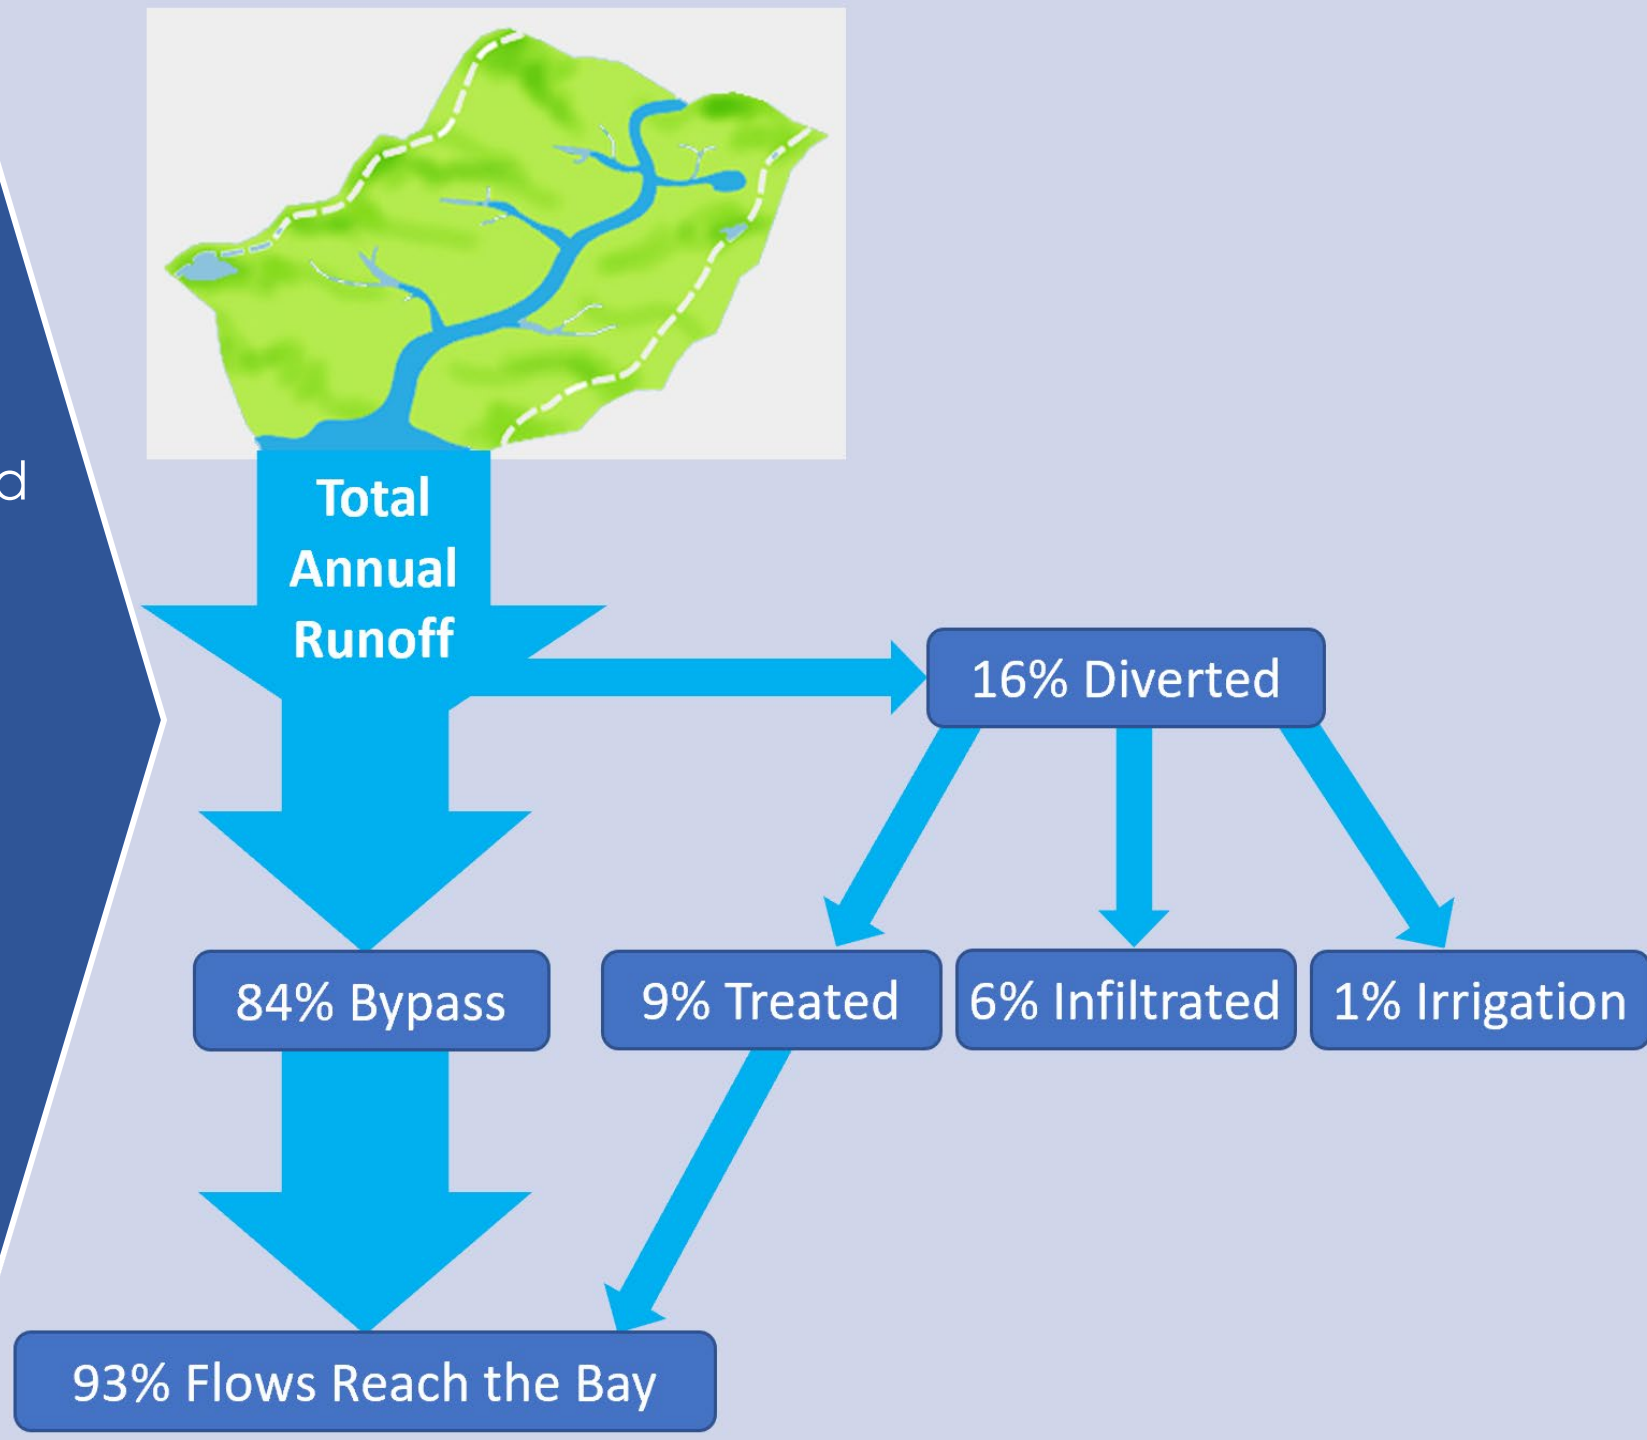 Total
Annual
Runoff
16% Diverted
84% Bypass
9% Treated
6% Infiltrated
1% Irrigation
93% Flows Reach the Bay